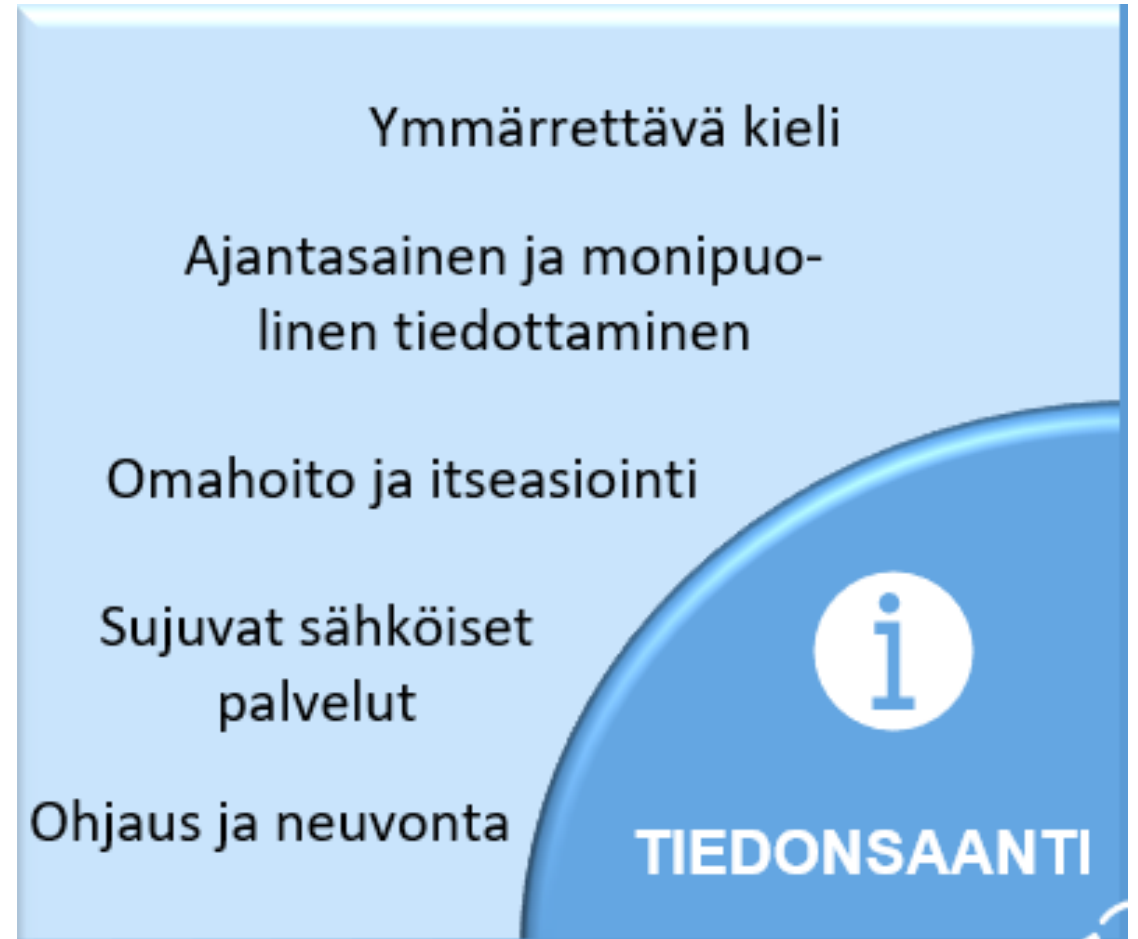 Ymmärrettävä kieli
Ajantasainen ja monipuo-
linen tiedottaminen
Omahoito ja itseasiointi
Sujuvat sähköiset
palvelut
Ohjaus ja neuvonta
i
TIEDONSAANTI